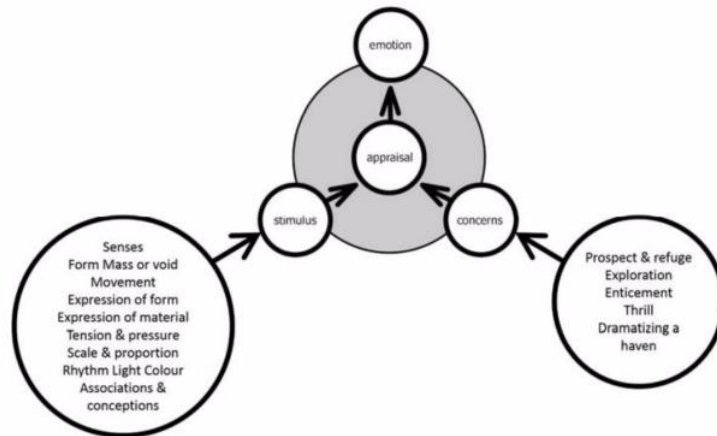 emotion
appraisal
stimulus
concerns
Senses
Form Mass or void
Movement
Expression of form
Expression of material
Tension & pressure
Scale & proportion
Rhythm Light Colour
Associations &
conceptions
Prospect & refuge
Exploration
Enticement
Thrill
Dramatizing a
haven